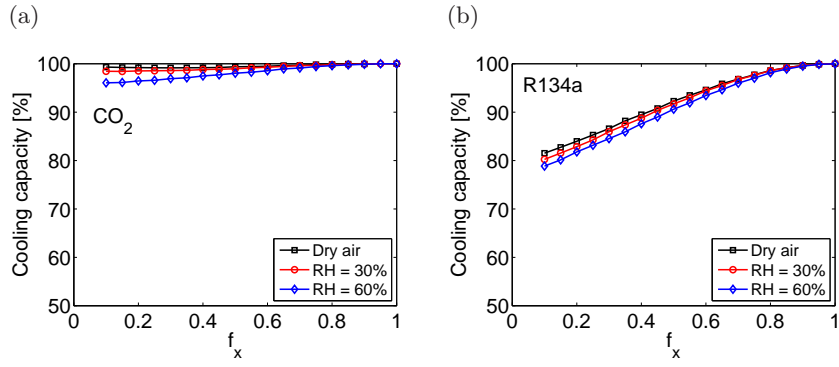 (a)
Cooling capacity [%]
100
90
80
70
60
50
CO2
Dry air
RH = 30%
RH = 60%
0
0.2
0.4
0.6
0.8
1
f_x
(b)
Cooling capacity [%]
100
90
80
70
60
50
R134a
Dry air
RH = 30%
RH = 60%
0
0.2
0.4
0.6
0.8
1
f_x